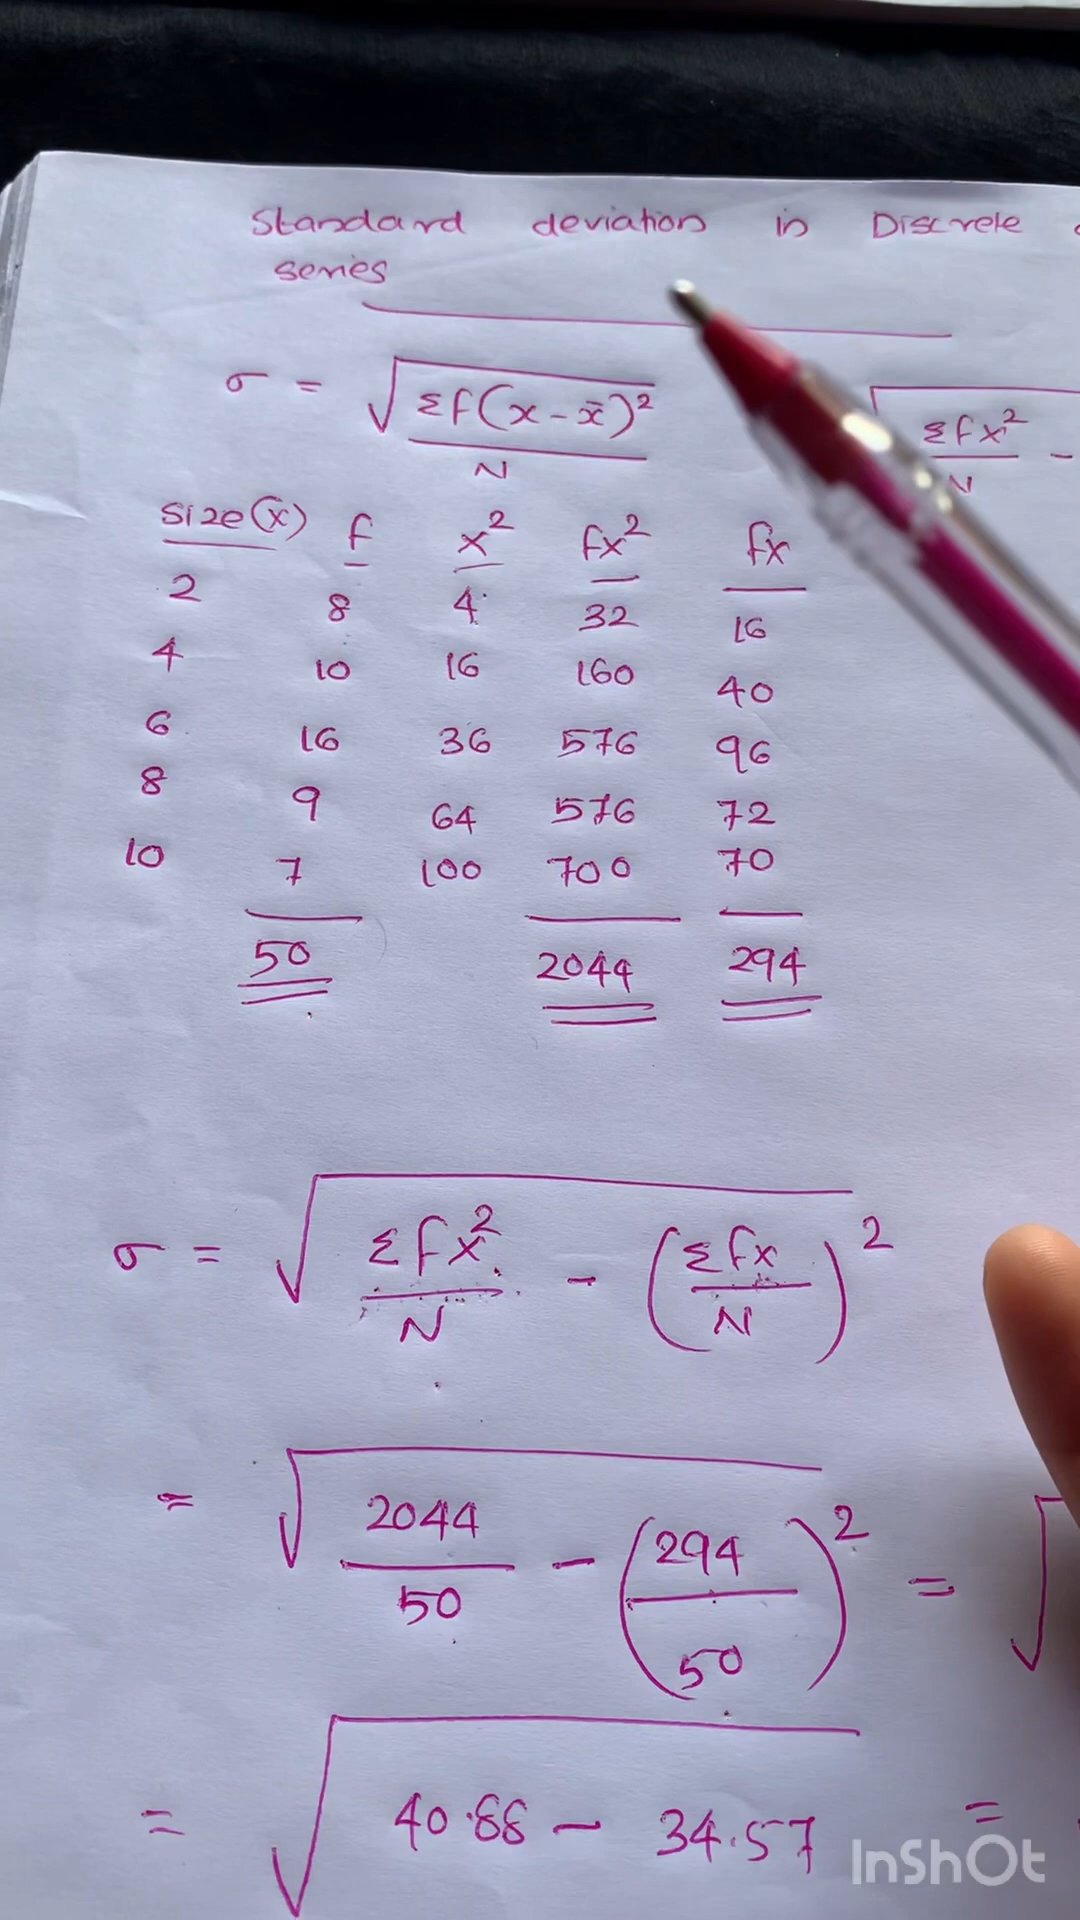 Standard deviation in Discrete
series
σ = √ Σf(x-x̄)² / N
Σfx² / N -
Size(x) f x² fx² fx
2 8 4 32 16
4 10 16 160 40
6 16 36 576 96
8 9 64 576 72
10 7 100 700 70
50 2044 294
σ = √ Σfx² / N - (Σfx / N)²
= √ 2044 / 50 - (294 / 50)² = √
= √ 40.88 - 34.57 =
InShOt